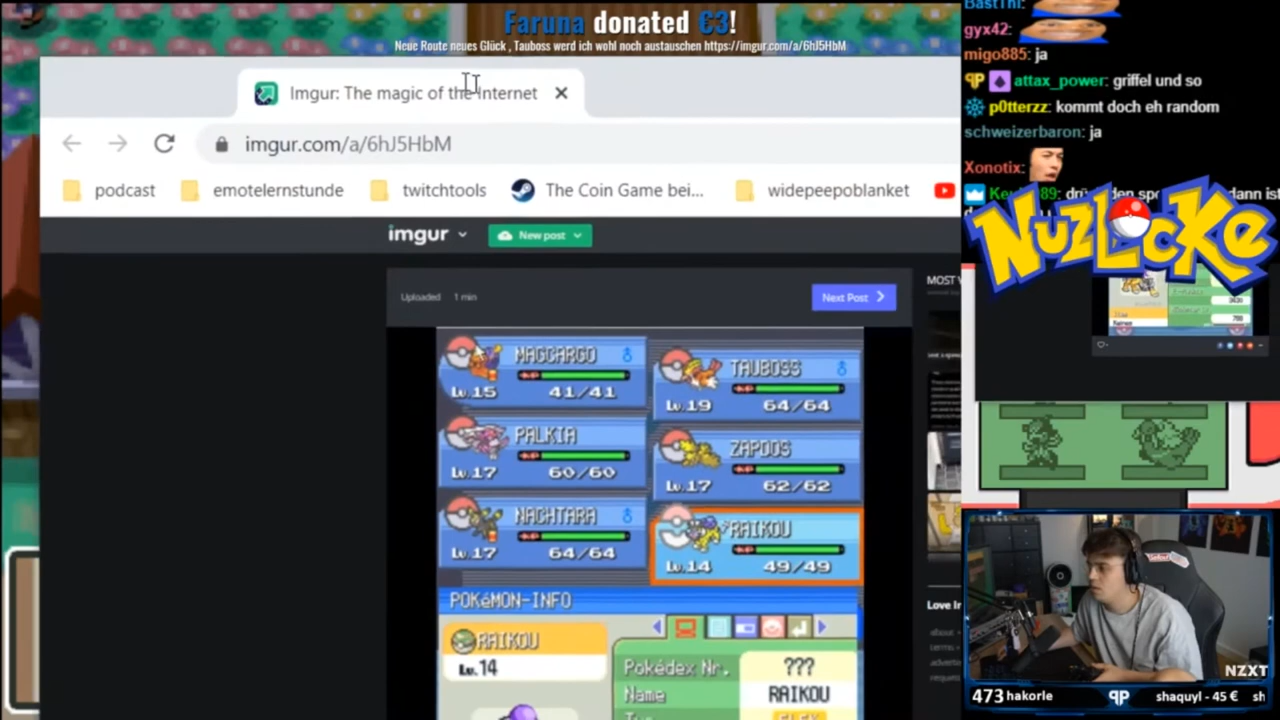 Faruna donated €3!
Neue Route neues Glück , Tauboss werd ich wohl noch austauschen https://imgur.com/a/6hJ5HbM
Imgur: The magic of the Internet
imgur.com/a/6hJ5HbM
podcast
emotelernstunde
twitchtools
The Coin Game bei...
widepeepoblanket
imgur
New post
Uploaded 1 min
Next Post
MOST
MAGCARGO
Lv.15 41/41
TAUBOSS
Lv.19 64/64
PALKIA
Lv.17 60/60
ZAPDOS
Lv.17 62/62
NACHTARA
Lv.17 64/64
RAIKOU
Lv.14 49/49
POKéMON-INFO
RAIKOU
Lv.14
Pokédex Nr. ???
Name RAIKOU
Love
gyx42:
migo885: ja
attax_power: griffel und so
p0tterzz: kommt doch eh random
schweizerbaron: ja
Xonotix:
NUZLOCKE
NZXT
473 hakorle
shaquyl - 45 € sh